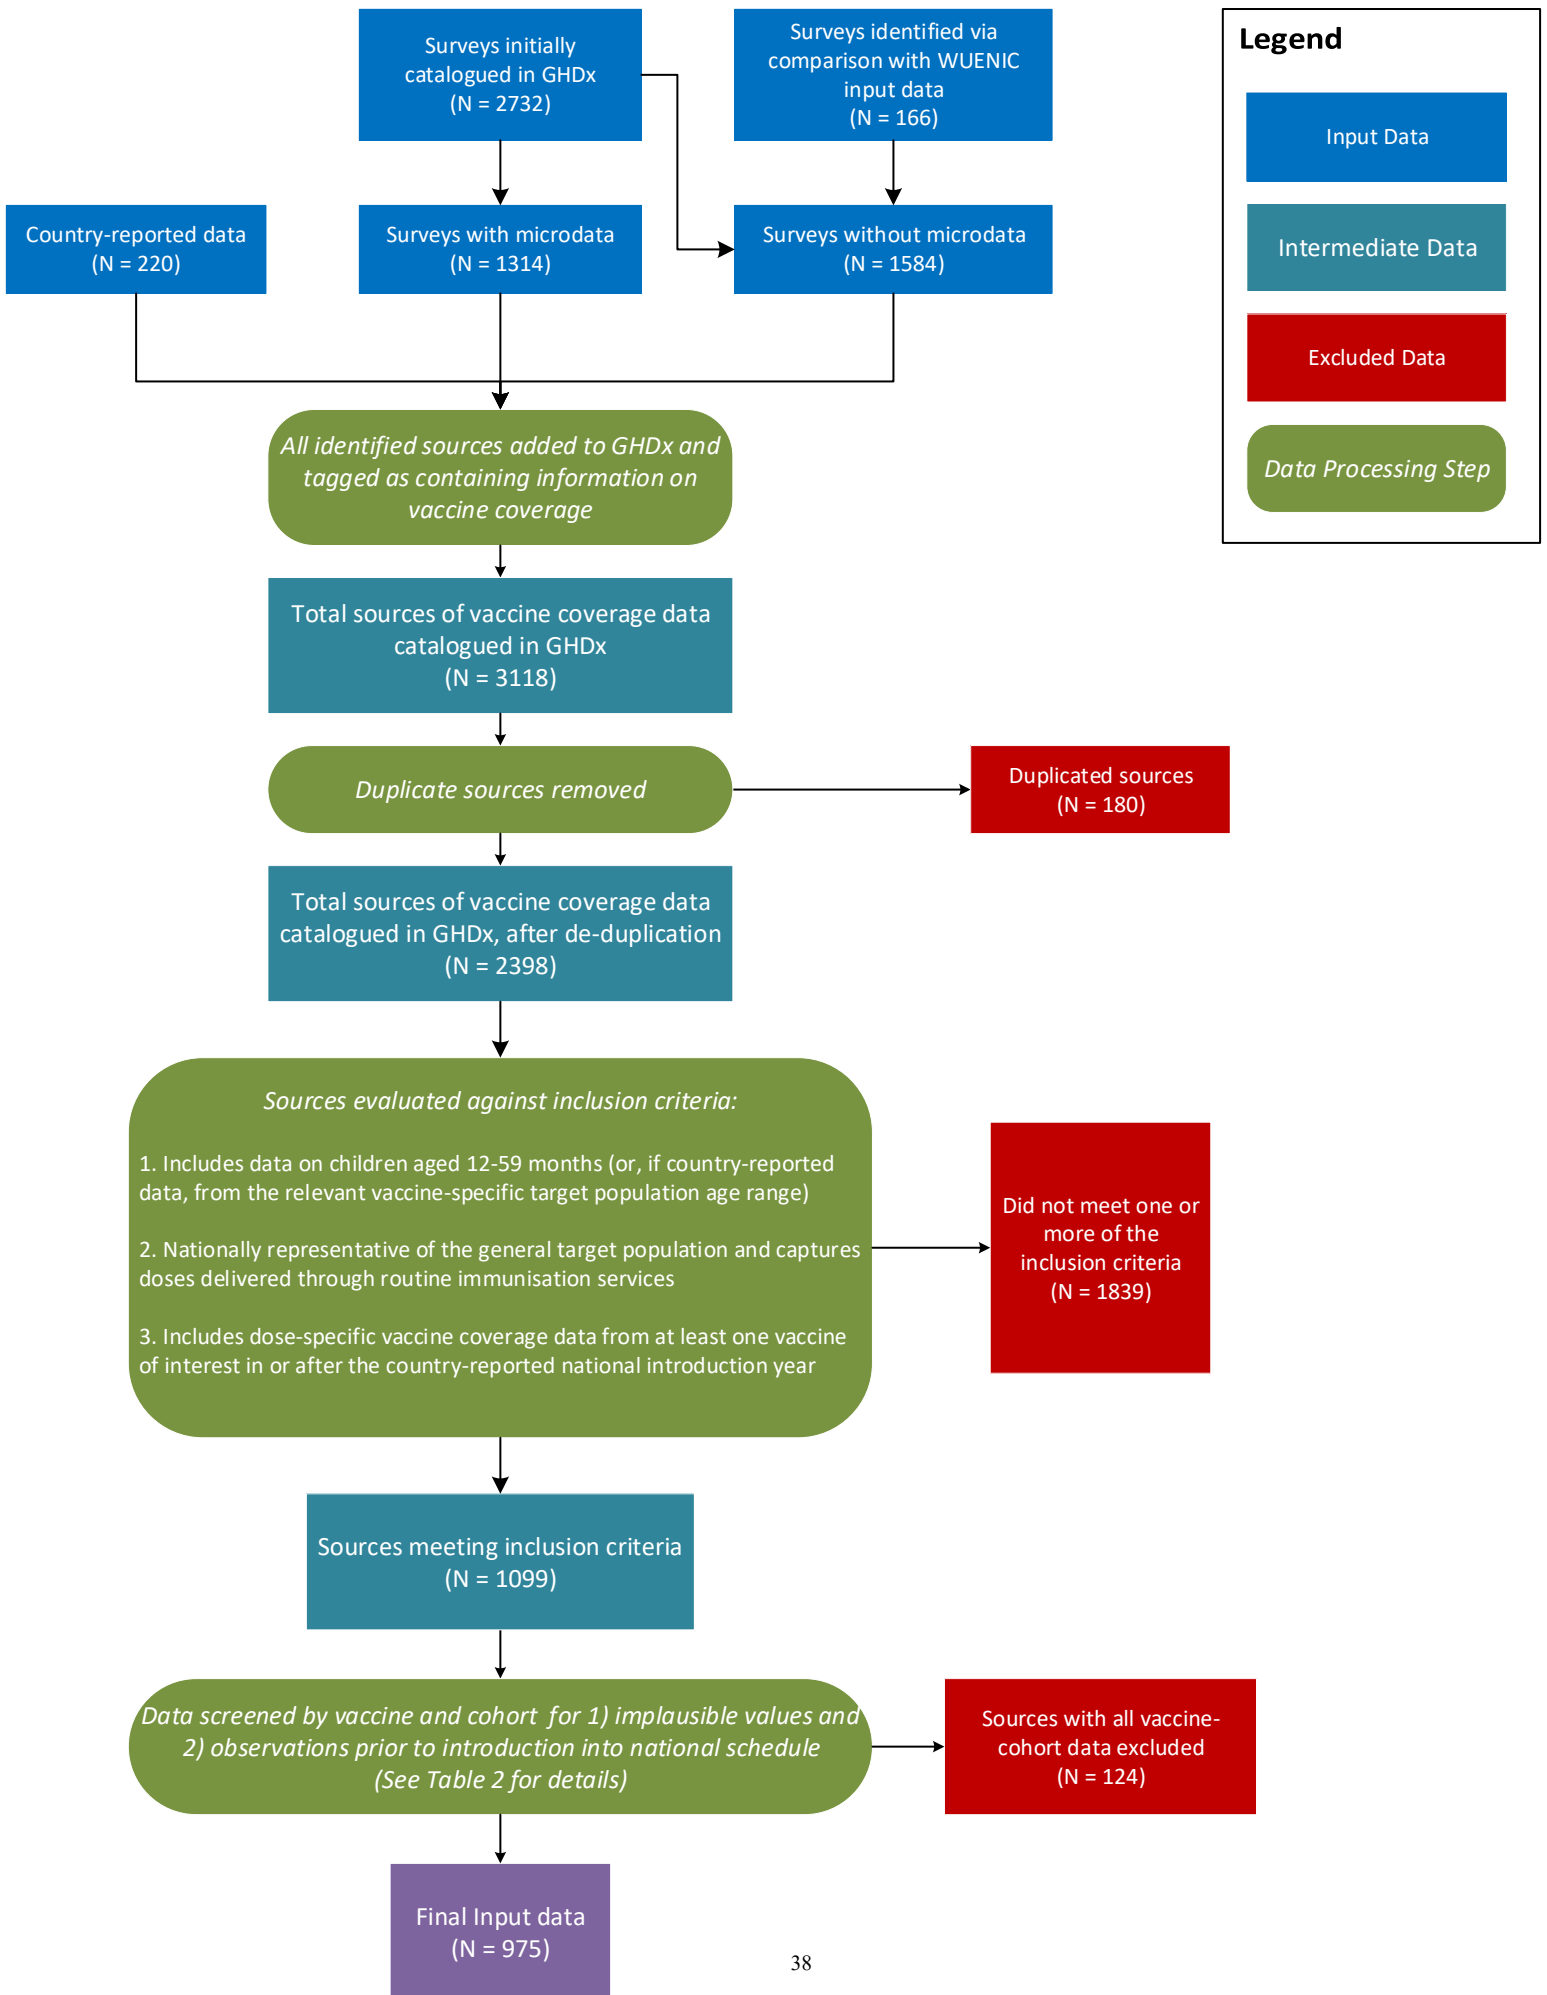 Surveys initially
catalogued in GHDx
(N = 2732)
Surveys identified via
comparison with WUENIC
input data
(N = 166)
Legend
Input Data
Intermediate Data
Excluded Data
Data Processing Step
Country-reported data
(N = 220)
Surveys with microdata
(N = 1314)
Surveys without microdata
(N = 1584)
All identified sources added to GHDx and
tagged as containing information on
vaccine coverage
Total sources of vaccine coverage data
catalogued in GHDx
(N = 3118)
Duplicate sources removed
Duplicated sources
(N = 180)
Total sources of vaccine coverage data
catalogued in GHDx, after de-duplication
(N = 2398)
Sources evaluated against inclusion criteria:
1. Includes data on children aged 12-59 months (or, if country-reported
data, from the relevant vaccine-specific target population age range)
2. Nationally representative of the general target population and captures
doses delivered through routine immunisation services
3. Includes dose-specific vaccine coverage data from at least one vaccine
of interest in or after the country-reported national introduction year
Did not meet one or
more of the
inclusion criteria
(N = 1839)
Sources meeting inclusion criteria
(N = 1099)
Data screened by vaccine and cohort for 1) implausible values and
2) observations prior to introduction into national schedule
(See Table 2 for details)
Sources with all vaccine-
cohort data excluded
(N = 124)
Final Input data
(N = 975)
38